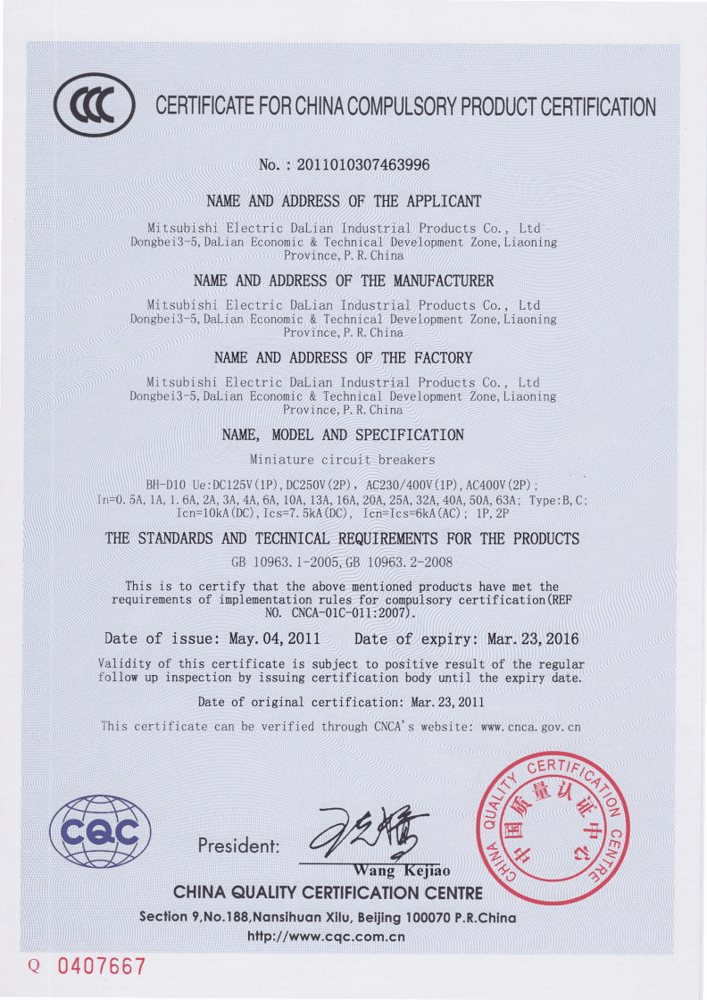 CERTIFICATE FOR CHINA COMPULSORY PRODUCT CERTIFICATION
No. : 2011010307463996
NAME AND ADDRESS OF THE APPLICANT
Mitsubishi Electric DaLian Industrial Products Co., Ltd
Dongbei3-5,DaLian Economic & Technical Development Zone,Liaoning
Province,P.R.China
NAME AND ADDRESS OF THE MANUFACTURER
Mitsubishi Electric DaLian Industrial Products Co., Ltd
Dongbei3-5,DaLian Economic & Technical Development Zone,Liaoning
Province,P.R.China
NAME AND ADDRESS OF THE FACTORY
Mitsubishi Electric DaLian Industrial Products Co., Ltd
Dongbei3-5,DaLian Economic & Technical Development Zone,Liaoning
Province,P.R.China
NAME, MODEL AND SPECIFICATION
Miniature circuit breakers
BH-D10 Ue:DC125V(1P),DC250V(2P), AC230/400V(1P),AC400V(2P);
In=0.5A,1A,1.6A,2A,3A,4A,6A,10A,13A,16A,20A,25A,32A,40A,50A,63A; Type:B,C;
Icn=10kA(DC),Ics=7.5kA(DC), Icn=Ics=6kA(AC); 1P,2P
THE STANDARDS AND TECHNICAL REQUIREMENTS FOR THE PRODUCTS
GB 10963.1-2005,GB 10963.2-2008
This is to certify that the above mentioned products have met the
requirements of implementation rules for compulsory certification(REF
NO. CNCA-01C-011:2007).
Date of issue: May.04,2011 Date of expiry: Mar.23,2016
Validity of this certificate is subject to positive result of the regular
follow up inspection by issuing certification body until the expiry date.
Date of original certification: Mar.23,2011
This certificate can be verified through CNCA's website: www.cnca.gov.cn
CHINA QUALITY CERTIFICATION CENTRE
中国质量认证中心
CQC
President:
Wang Kejiao
CHINA QUALITY CERTIFICATION CENTRE
Section 9,No.188,Nansihuan Xilu, Beijing 100070 P.R.China
http://www.cqc.com.cn
Q 0407667